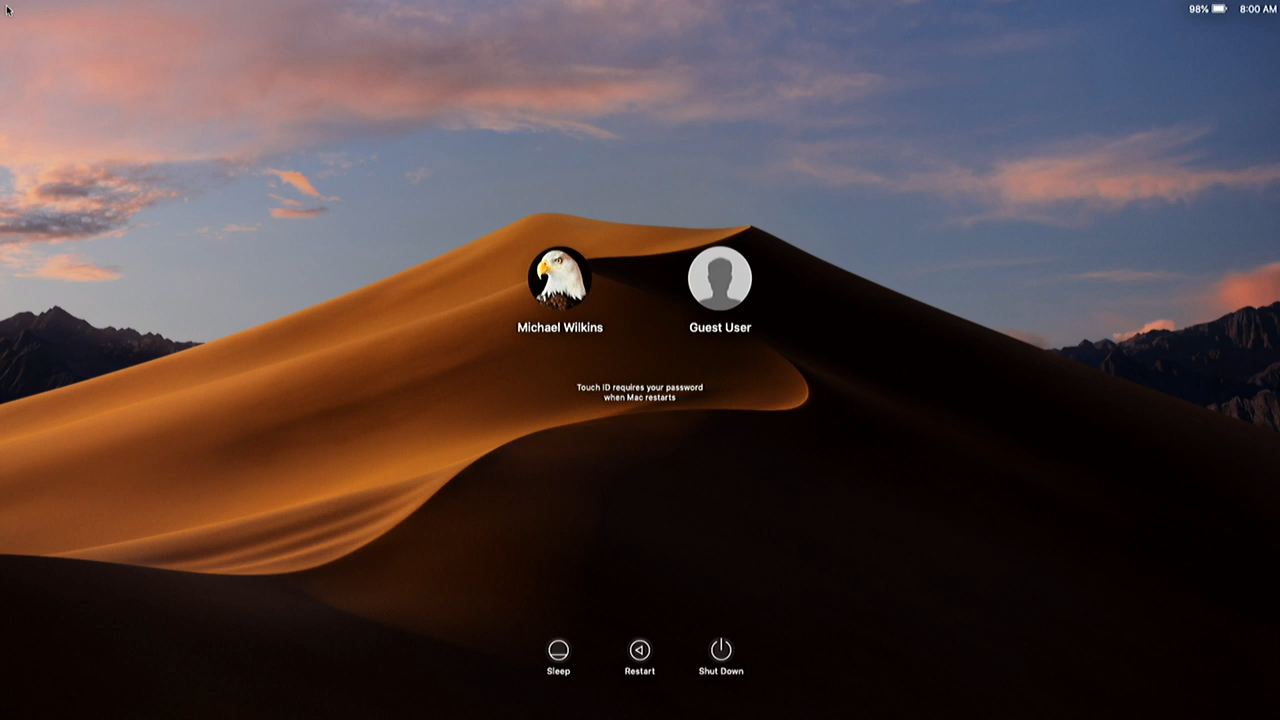 98% 8:00 AM
Michael Wilkins Guest User
Touch ID requires your password
when Mac restarts
Sleep Restart Shut Down